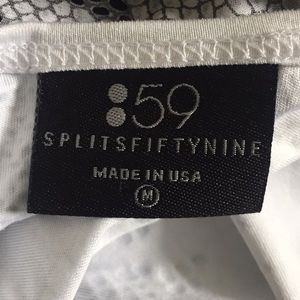 :59
SPLITSFIFTYNINE
MADE IN USA
M